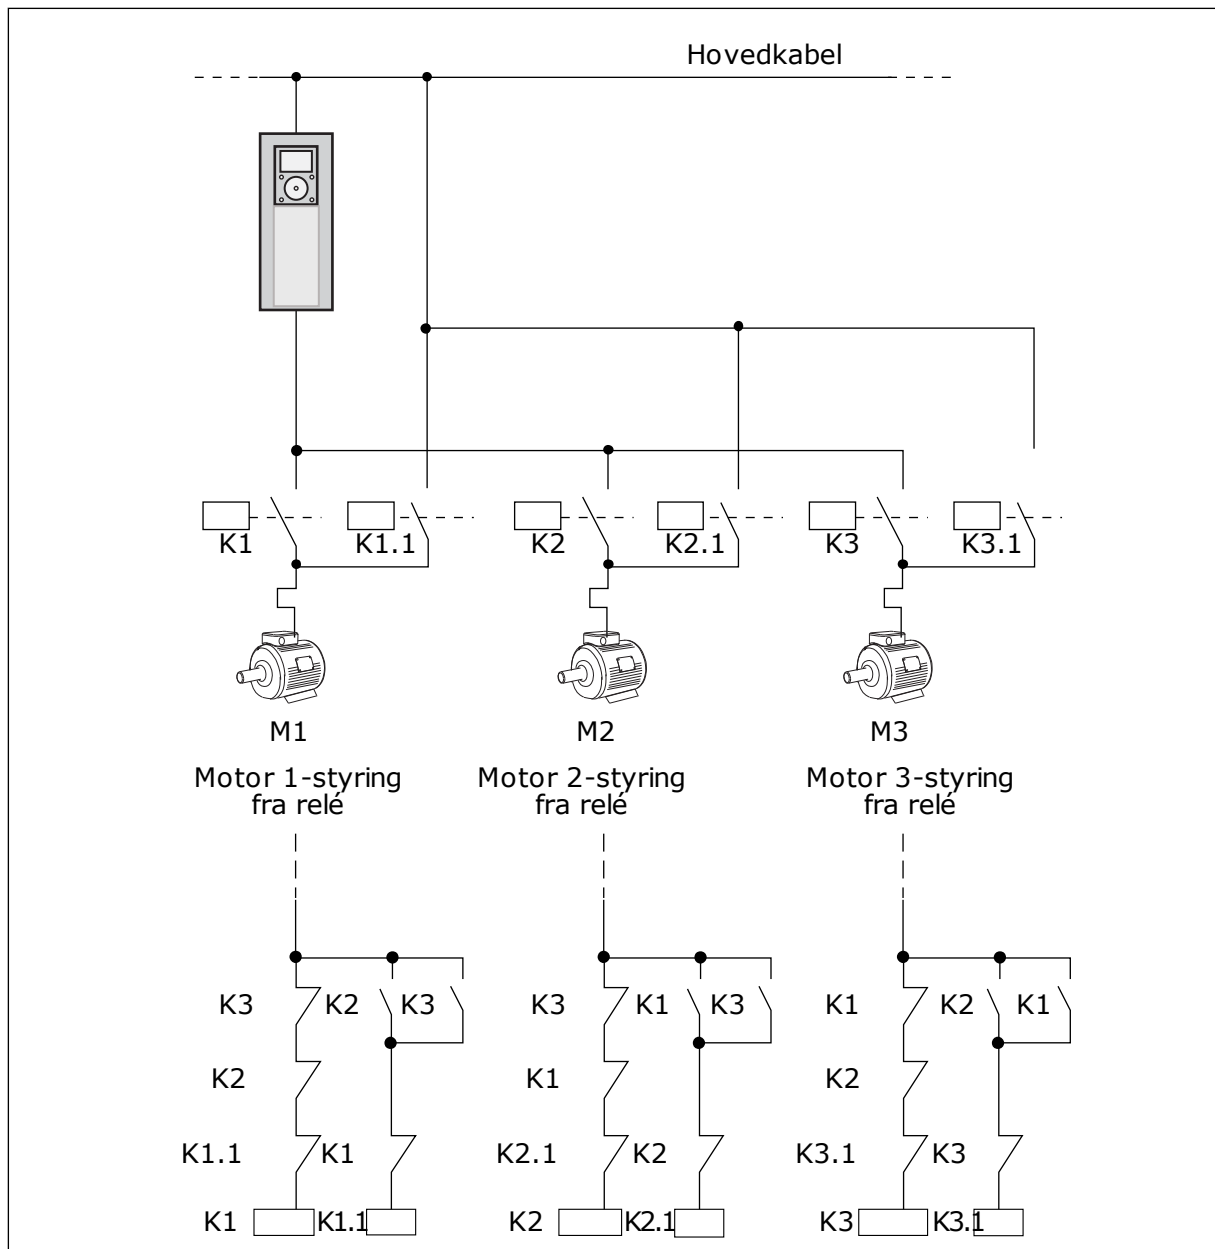 Hovedkabel
K1 K1.1 K2 K2.1 K3 K3.1
M1 M2 M3
Motor 1-styring Motor 2-styring Motor 3-styring
fra relé fra relé fra relé
K3 K2 K3 K3 K1 K3 K1 K2 K1
K2 K1 K2
K1.1 K1 K2.1 K2 K3.1 K3
K1 K1.1 K2 K2.1 K3 K3.1